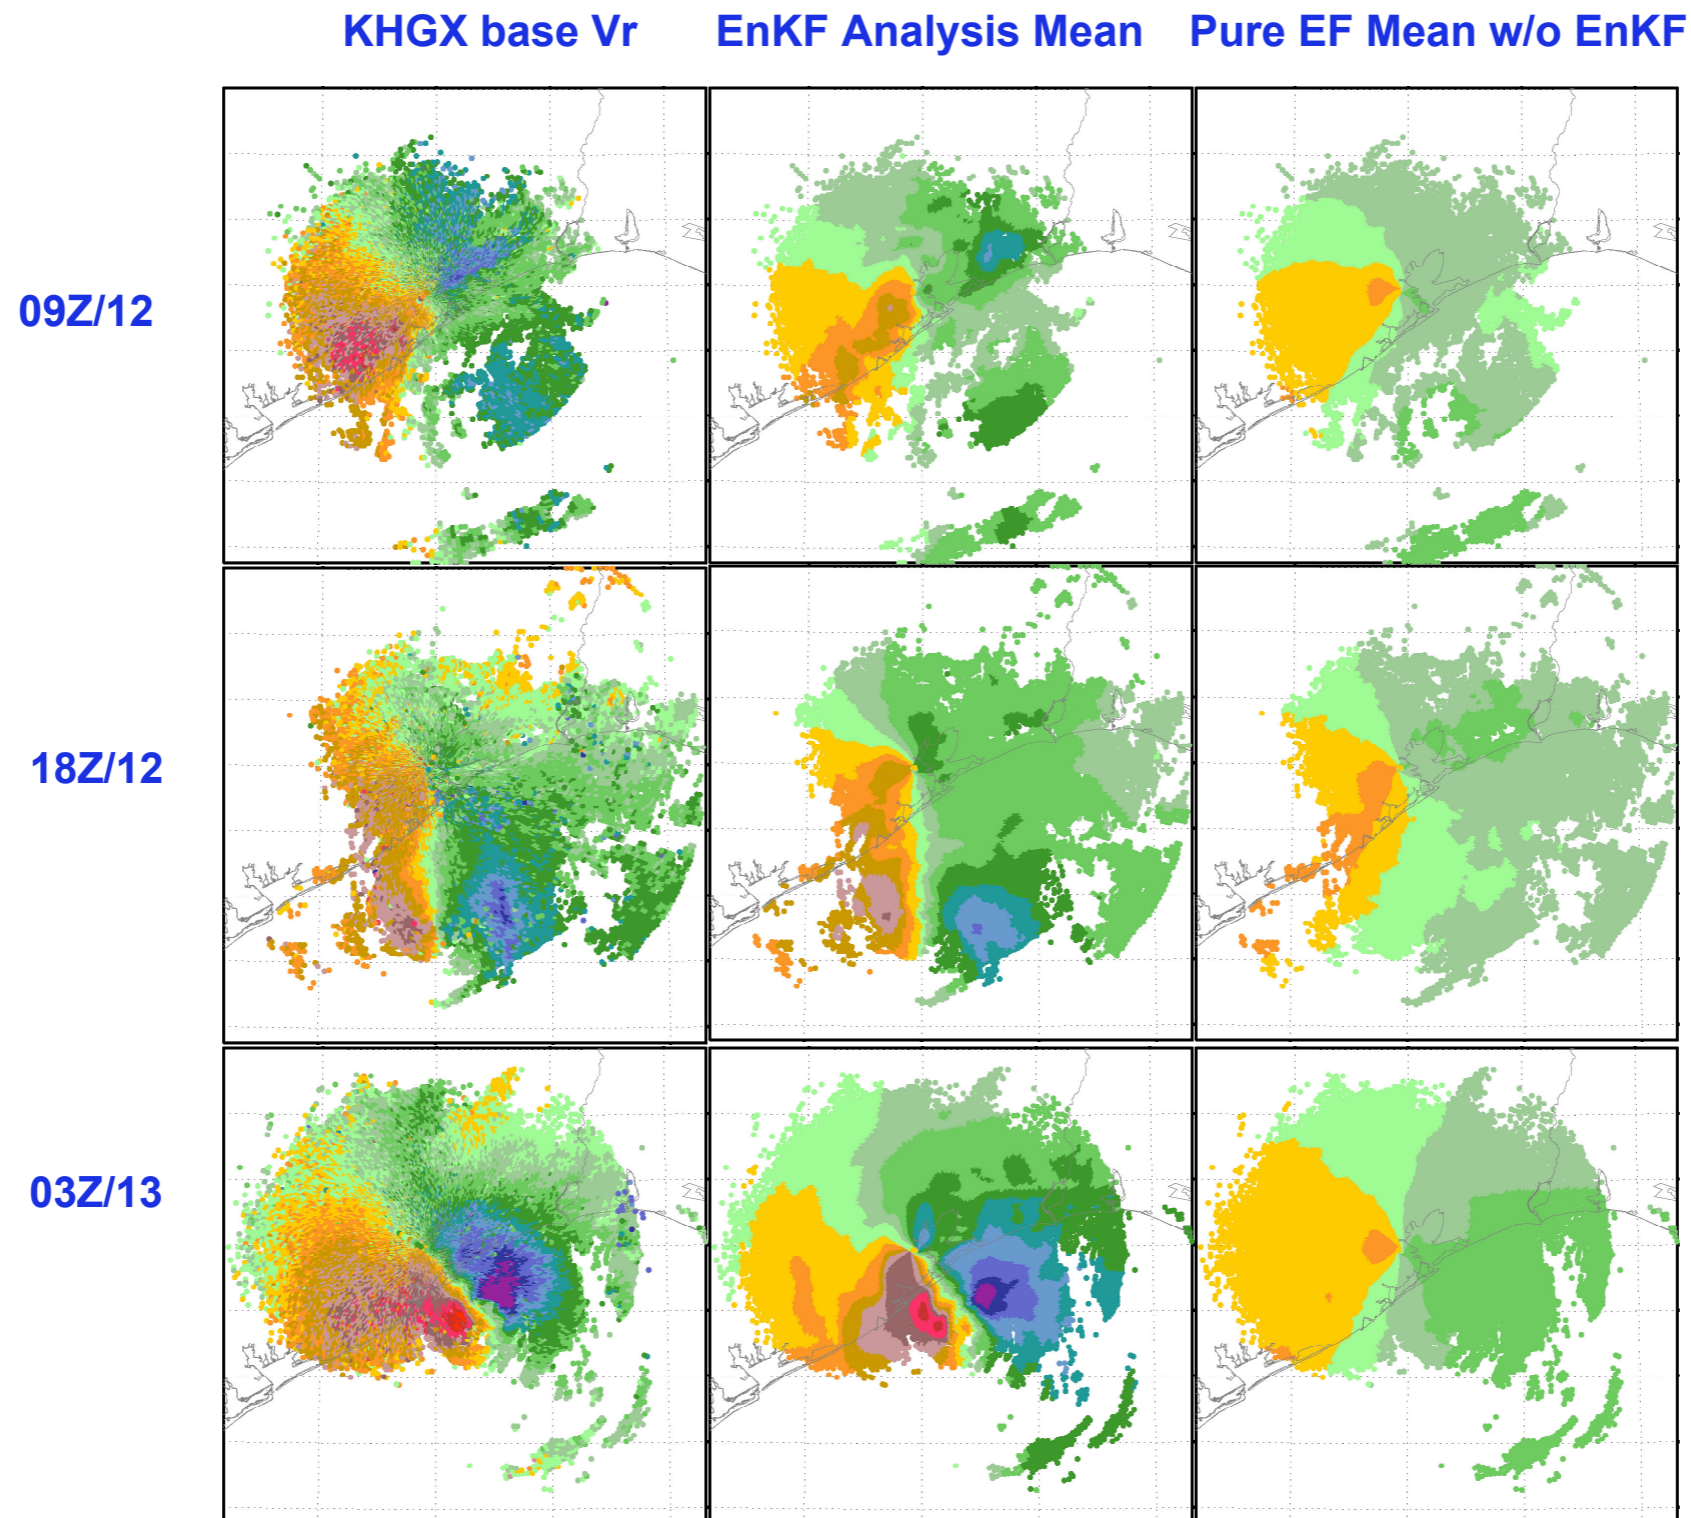 KHGX base Vr
EnKF Analysis Mean
Pure EF Mean w/o EnKF
09Z/12
18Z/12
03Z/13